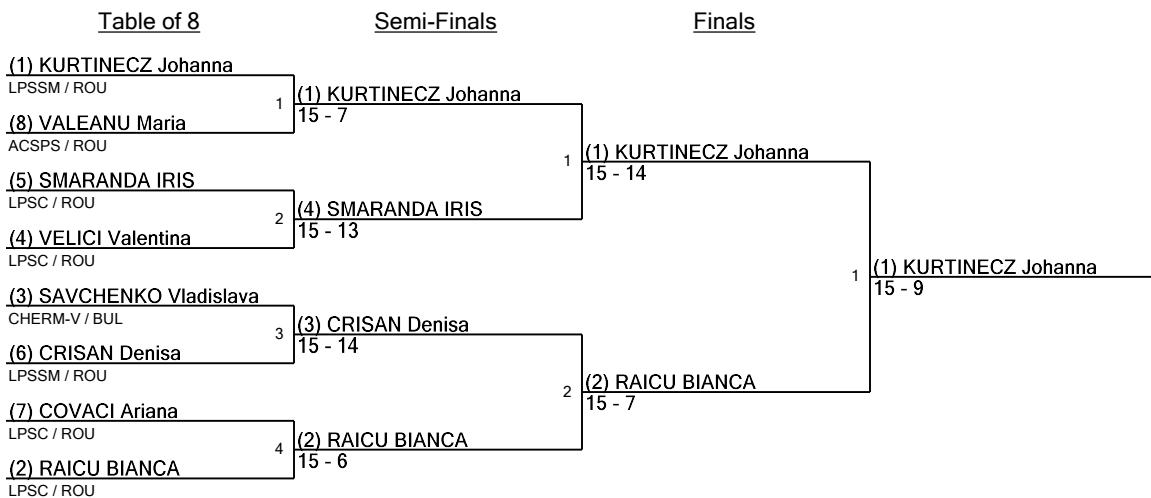 Table of 8
Semi-Finals
Finals
(1) KURTINECZ Johanna
LPSSM / ROU
(8) VALEANU Maria
ACSPS / ROU
(5) SMARANDA IRIS
LPSC / ROU
(4) VELICI Valentina
LPSC / ROU
(3) SAVCHENKO Vladislava
CHERM-V / BUL
(6) CRISAN Denisa
LPSSM / ROU
(7) COVACI Ariana
LPSC / ROU
(2) RAICU BIANCA
LPSC / ROU
1
(1) KURTINECZ Johanna
15 - 7
2
(4) SMARANDA IRIS
15 - 13
3
(3) CRISAN Denisa
15 - 14
4
(2) RAICU BIANCA
15 - 6
1
(1) KURTINECZ Johanna
15 - 14
2
(2) RAICU BIANCA
15 - 7
1
(1) KURTINECZ Johanna
15 - 9